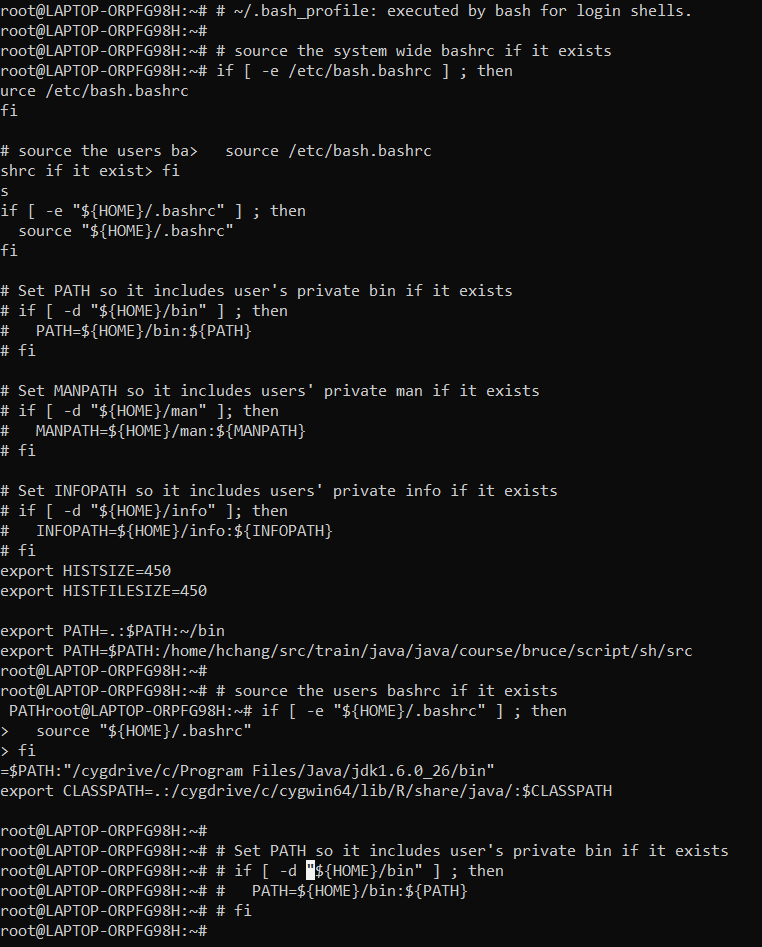 root@LAPTOP-ORPFG98H:~# # ~/.bash_profile: executed by bash for login shells.
root@LAPTOP-ORPFG98H:~#
root@LAPTOP-ORPFG98H:~# # source the system wide bashrc if it exists
root@LAPTOP-ORPFG98H:~# if [ -e /etc/bash.bashrc ] ; then
urce /etc/bash.bashrc
fi

# source the users ba>   source /etc/bash.bashrc
shrc if it exist> fi
s
if [ -e "${HOME}/.bashrc" ] ; then
  source "${HOME}/.bashrc"
fi

# Set PATH so it includes user's private bin if it exists
# if [ -d "${HOME}/bin" ] ; then
#   PATH=${HOME}/bin:${PATH}
# fi

# Set MANPATH so it includes users' private man if it exists
# if [ -d "${HOME}/man" ]; then
#   MANPATH=${HOME}/man:${MANPATH}
# fi

# Set INFOPATH so it includes users' private info if it exists
# if [ -d "${HOME}/info" ]; then
#   INFOPATH=${HOME}/info:${INFOPATH}
# fi
export HISTSIZE=450
export HISTFILESIZE=450

export PATH=.:$PATH:~/bin
export PATH=$PATH:/home/hchang/src/train/java/java/course/bruce/script/sh/src
root@LAPTOP-ORPFG98H:~#
root@LAPTOP-ORPFG98H:~# # source the users bashrc if it exists
 PATHroot@LAPTOP-ORPFG98H:~# if [ -e "${HOME}/.bashrc" ] ; then
>   source "${HOME}/.bashrc"
> fi
=$PATH:"/cygdrive/c/Program Files/Java/jdk1.6.0_26/bin"
export CLASSPATH=.:/cygdrive/c/cygwin64/lib/R/share/java/:$CLASSPATH

root@LAPTOP-ORPFG98H:~#
root@LAPTOP-ORPFG98H:~# # Set PATH so it includes user's private bin if it exists
root@LAPTOP-ORPFG98H:~# # if [ -d "${HOME}/bin" ] ; then
root@LAPTOP-ORPFG98H:~# #   PATH=${HOME}/bin:${PATH}
root@LAPTOP-ORPFG98H:~# # fi
root@LAPTOP-ORPFG98H:~#